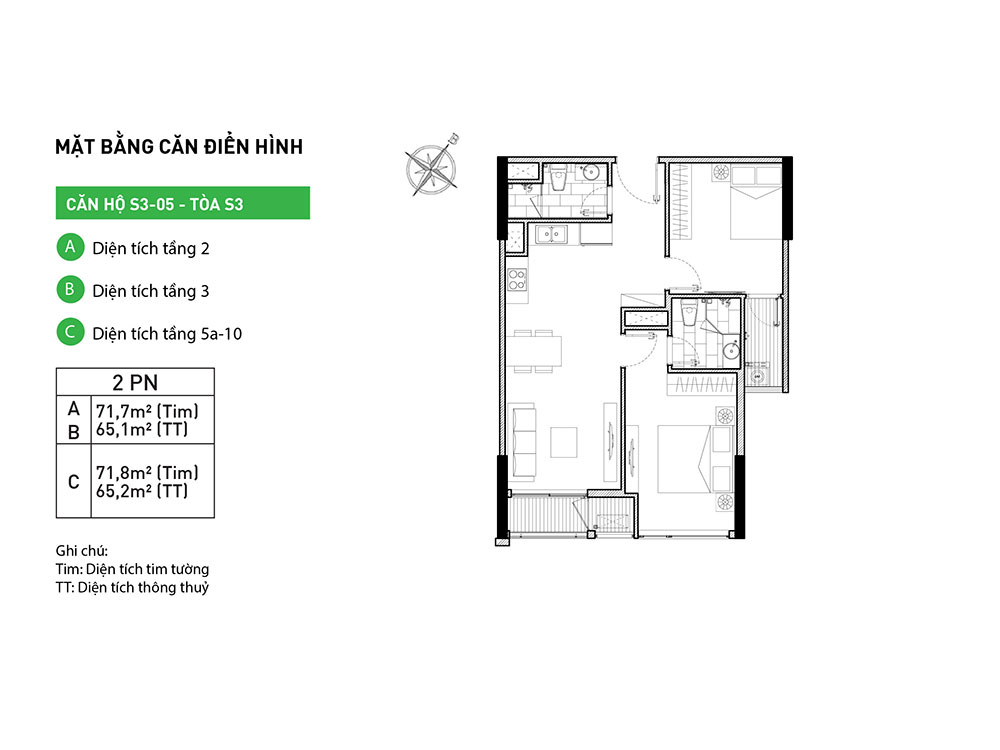 MẶT BẰNG CĂN ĐIỂN HÌNH
B
CĂN HỘ S3-05 - TÒA S3
A Diện tích tầng 2
B Diện tích tầng 3
C Diện tích tầng 5a-10
2 PN
A 71,7m² (Tim)
B 65,1m² (TT)
C 71,8m² (Tim)
65,2m² (TT)
Ghi chú:
Tim: Diện tích tim tường
TT: Diện tích thông thuỷ